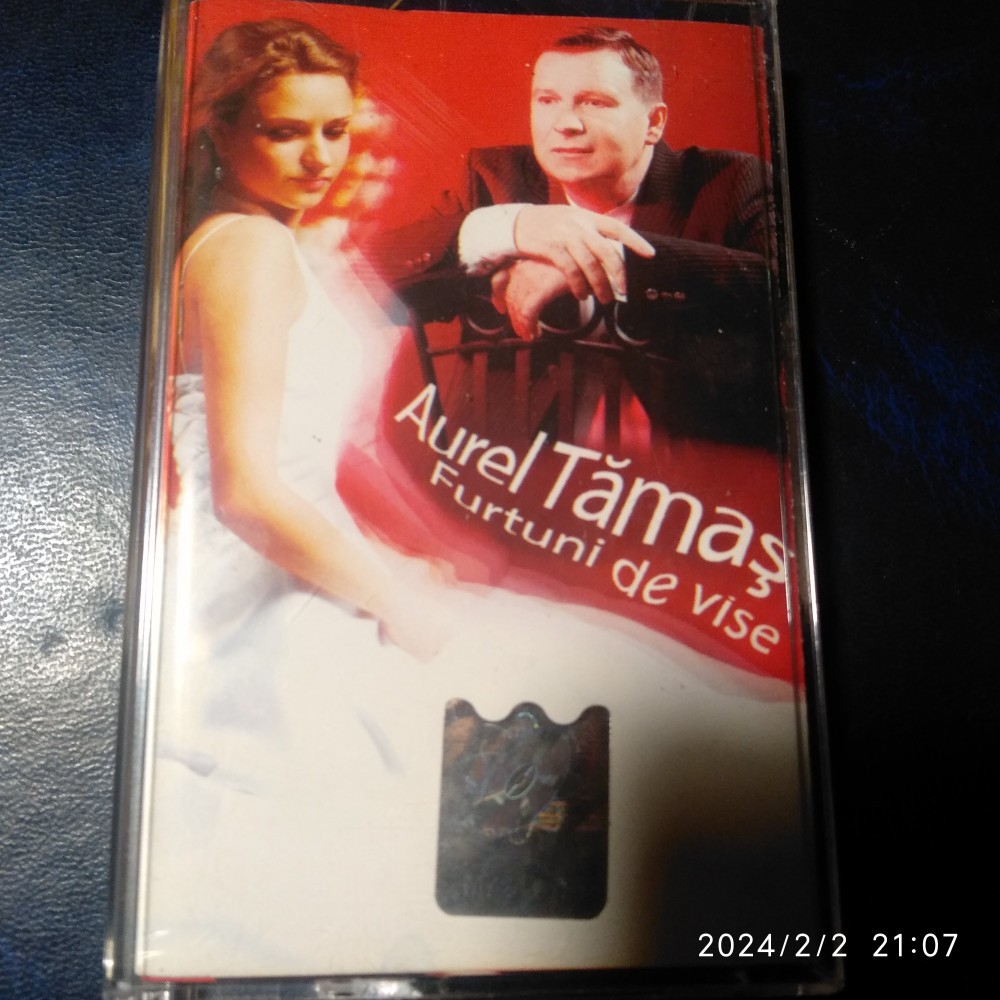 Aurel Tămaş
Furtuni de vise
2024/2/2 21:07